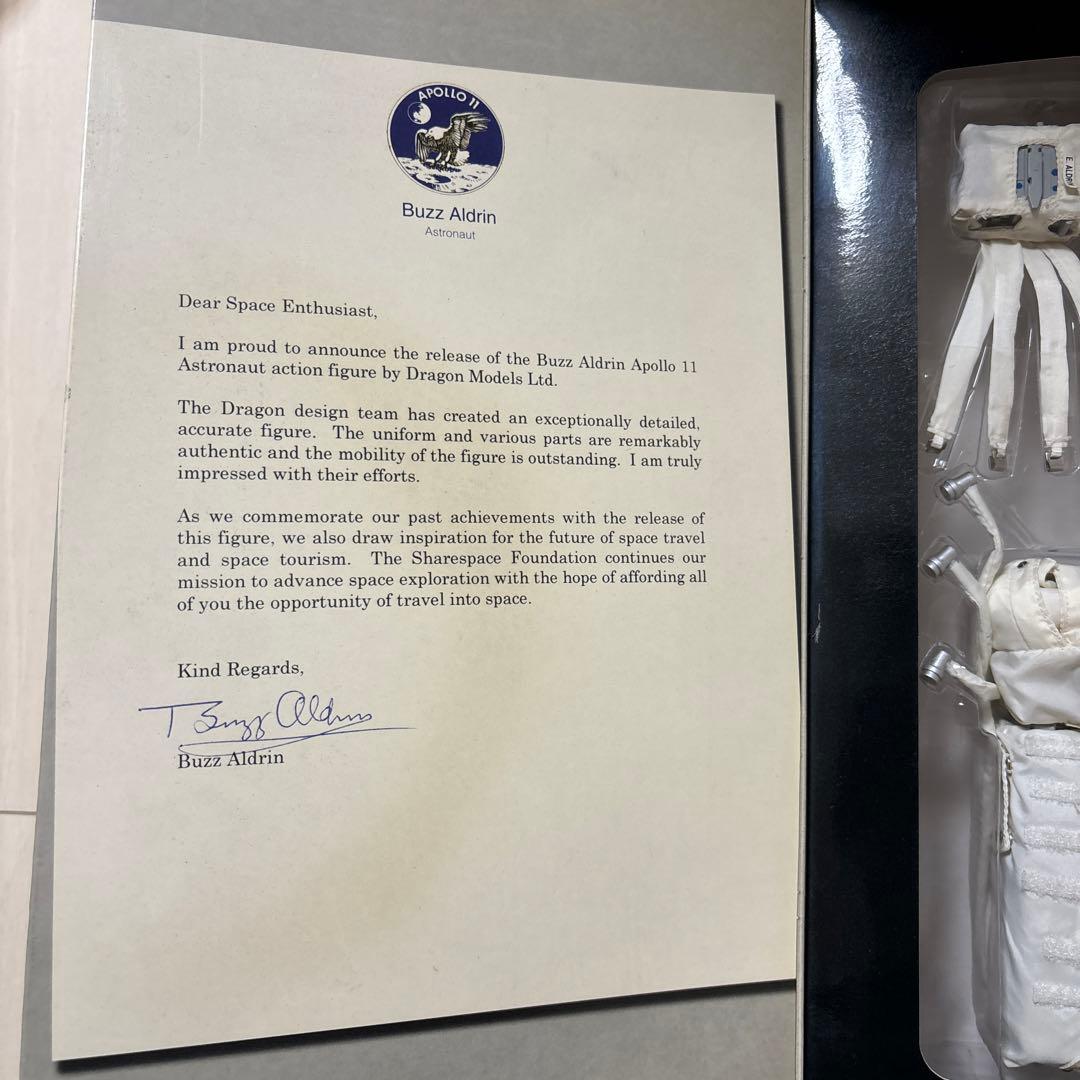 APOLLO 11
Buzz Aldrin
Astronaut
Dear Space Enthusiast,
I am proud to announce the release of the Buzz Aldrin Apollo 11
Astronaut action figure by Dragon Models Ltd.
The Dragon design team has created an exceptionally detailed,
accurate figure. The uniform and various parts are remarkably
authentic and the mobility of the figure is outstanding. I am truly
impressed with their efforts.
As we commemorate our past achievements with the release of
this figure, we also draw inspiration for the future of space travel
and space tourism. The Sharespace Foundation continues our
mission to advance space exploration with the hope of affording all
of you the opportunity of travel into space.
Kind Regards,
Buzz Aldrin
Buzz Aldrin
E. ALDR